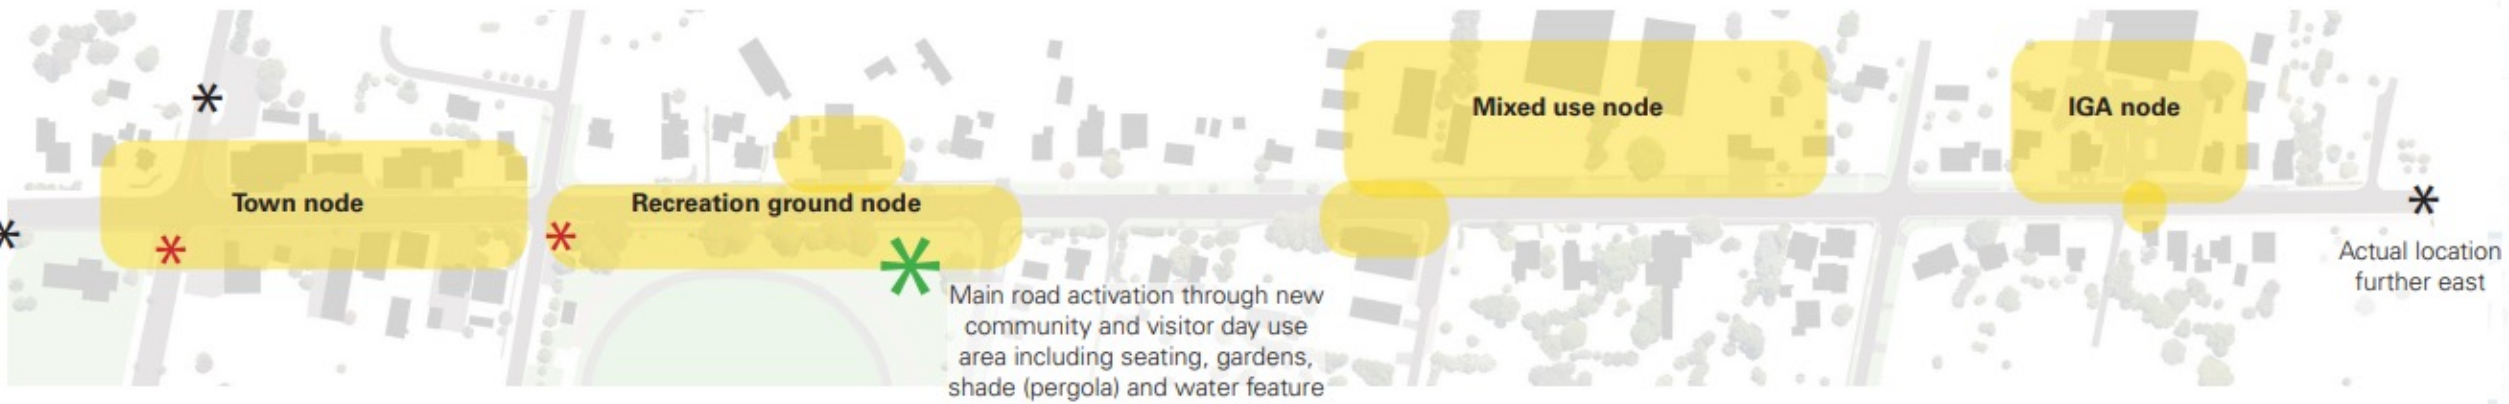 Town node
Recreation ground node
Mixed use node
IGA node
Actual location
further east
Main road activation through new
community and visitor day use
area including seating, gardens,
shade (pergola) and water feature